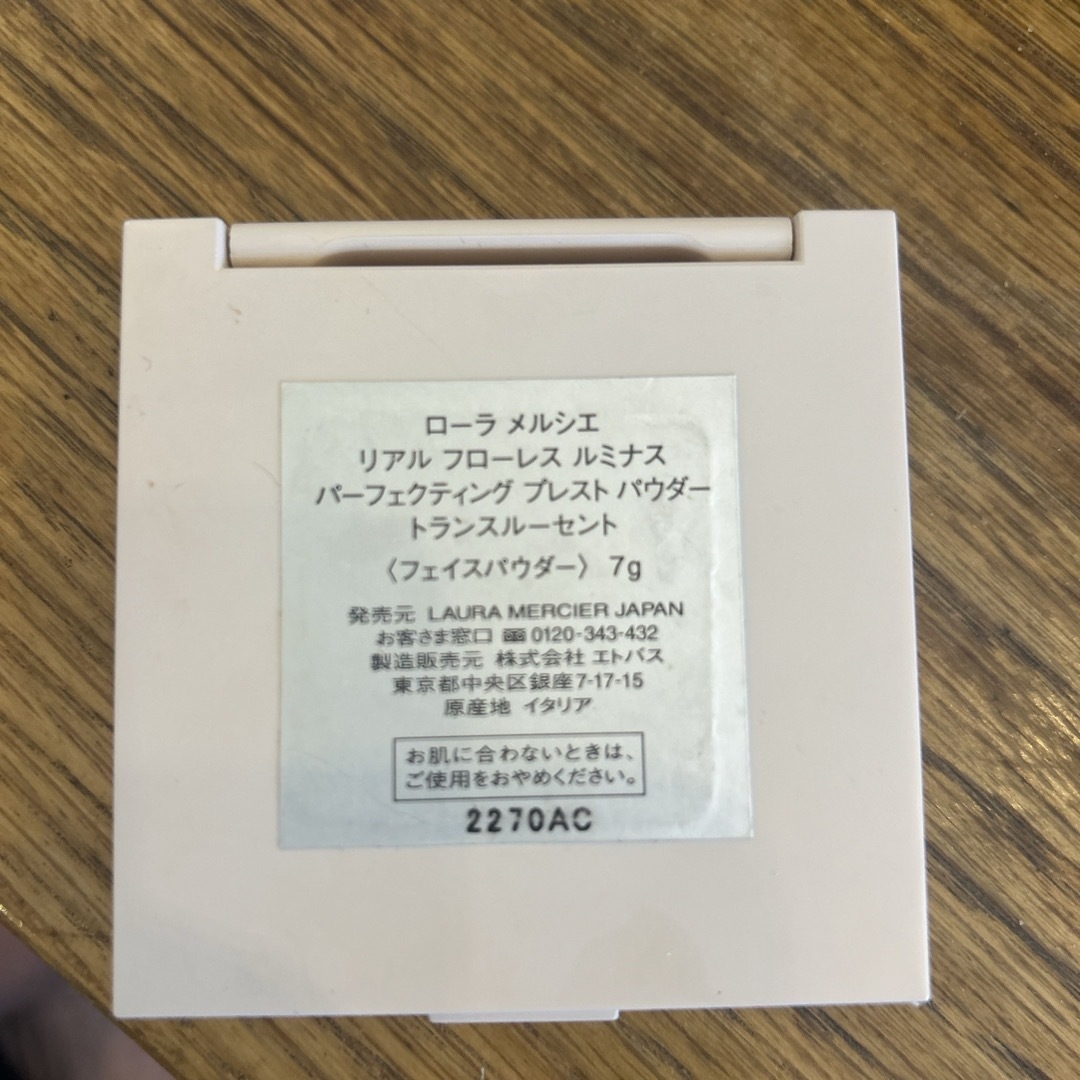 ローラ メルシエ
リアル フローレス ルミナス
パーフェクティング プレスト パウダー
トランスルーセント
〈フェイスパウダー〉 7g
発売元 LAURA MERCIER JAPAN
お客さま窓口 0120-343-432
製造販売元 株式会社 エトバス
東京都中央区銀座7-17-15
原産地 イタリア
お肌に合わないときは、
ご使用をおやめください。
2270AC